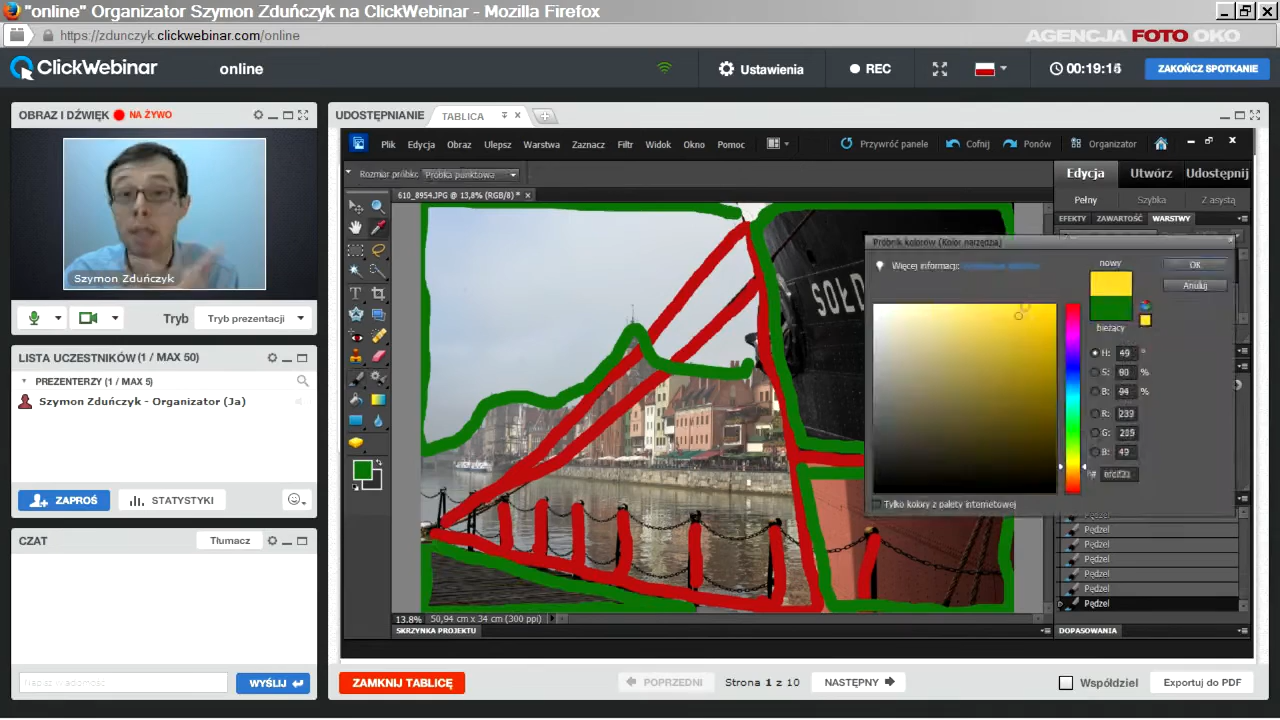 "online" Organizator Szymon Zduńczyk na ClickWebinar - Mozilla Firefox
https://zdunczyk.clickwebinar.com/online
AGENCJA FOTO OKO
ClickWebinar
online
Ustawienia
REC
00:19:15
ZAKOŃCZ SPOTKANIE
OBRAZ I DŹWIĘK NA ŻYWO
Szymon Zduńczyk
Tryb
Tryb prezentacji
LISTA UCZESTNIKÓW (1 / MAX 50)
PREZENTERZY (1 / MAX 5)
Szymon Zduńczyk - Organizator (Ja)
ZAPROŚ
STATYSTYKI
CZAT
Tłumacz
Napisz wiadomość
WYŚLIJ
UDOSTĘPNIANIE
TABLICA
Plik Edycja Obraz Ulepsz Warstwa Zaznacz Filtr Widok Okno Pomoc
Przywróć panele
Cofnij
Ponów
Organizator
Rozmiar próbki: Próbka punktowa
Edycja
Utwórz
Udostępnij
Pełny
Szybka
Z asystą
610_8954.JPG @ 13,8% (RGB/8) *
EFEKTY
ZAWARTOŚĆ
WARSTWY
SOŁD
Próbnik kolorów (Kolor narzędzia)
Więcej informacji:
nowy
bieżący
OK
Anuluj
H: 49 °
S: 80 %
B: 94 %
R:
G:
B: 49
#
Tylko kolory z palety internetowej
Pędzel
Pędzel
Pędzel
Pędzel
Pędzel
Pędzel
Pędzel
13.8% 50,94 cm x 34 cm (300 ppi)
SKRZYNKA PROJEKTU
DOPASOWANIA
ZAMKNIJ TABLICĘ
POPRZEDNI
Strona 1 z 10
NASTĘPNY
Współdziel
Exportuj do PDF